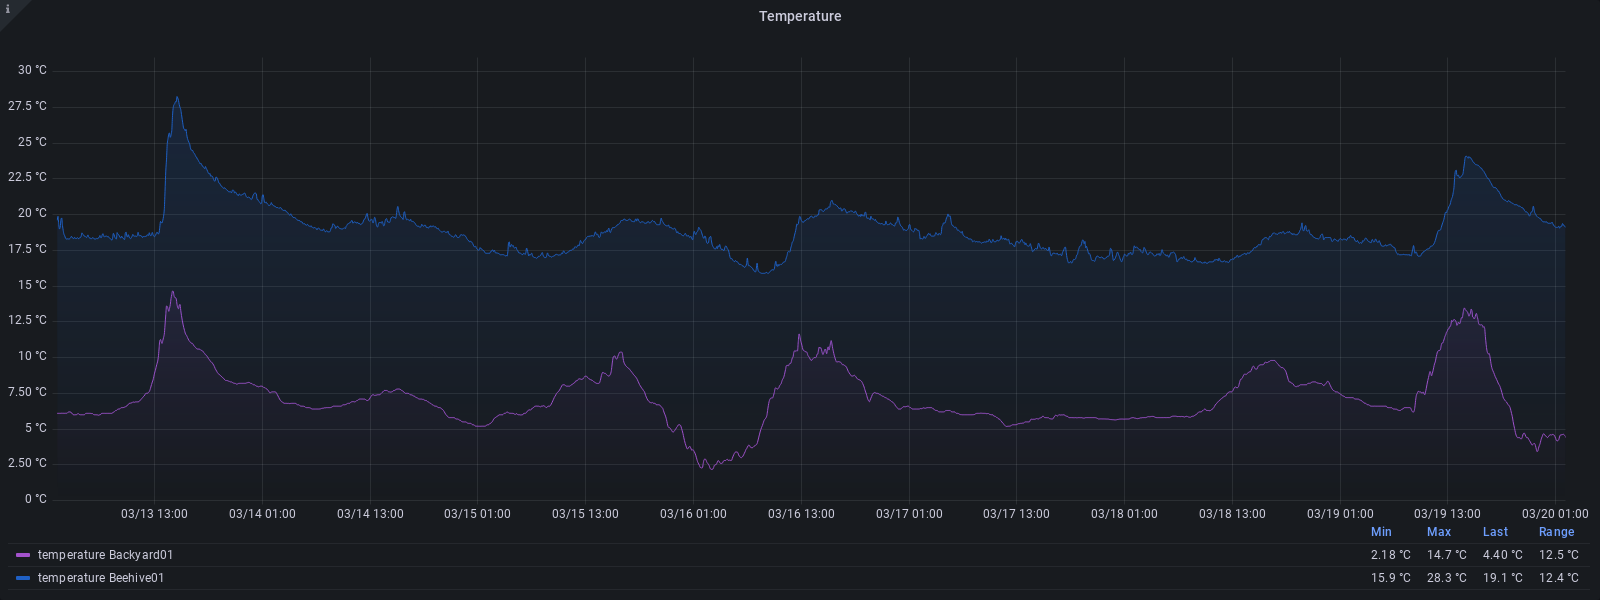 i
Temperature
30 °C
27.5 °C
25 °C
22.5 °C
20 °C
17.5 °C
15 °C
12.5 °C
10 °C
7.50 °C
5 °C
2.50 °C
0 °C
03/13 13:00 03/14 01:00 03/14 13:00 03/15 01:00 03/15 13:00 03/16 01:00 03/16 13:00 03/17 01:00 03/17 13:00 03/18 01:00 03/18 13:00 03/19 01:00 03/19 13:00 03/20 01:00
Min Max Last Range
temperature Backyard01 2.18 °C 14.7 °C 4.40 °C 12.5 °C
temperature Beehive01 15.9 °C 28.3 °C 19.1 °C 12.4 °C